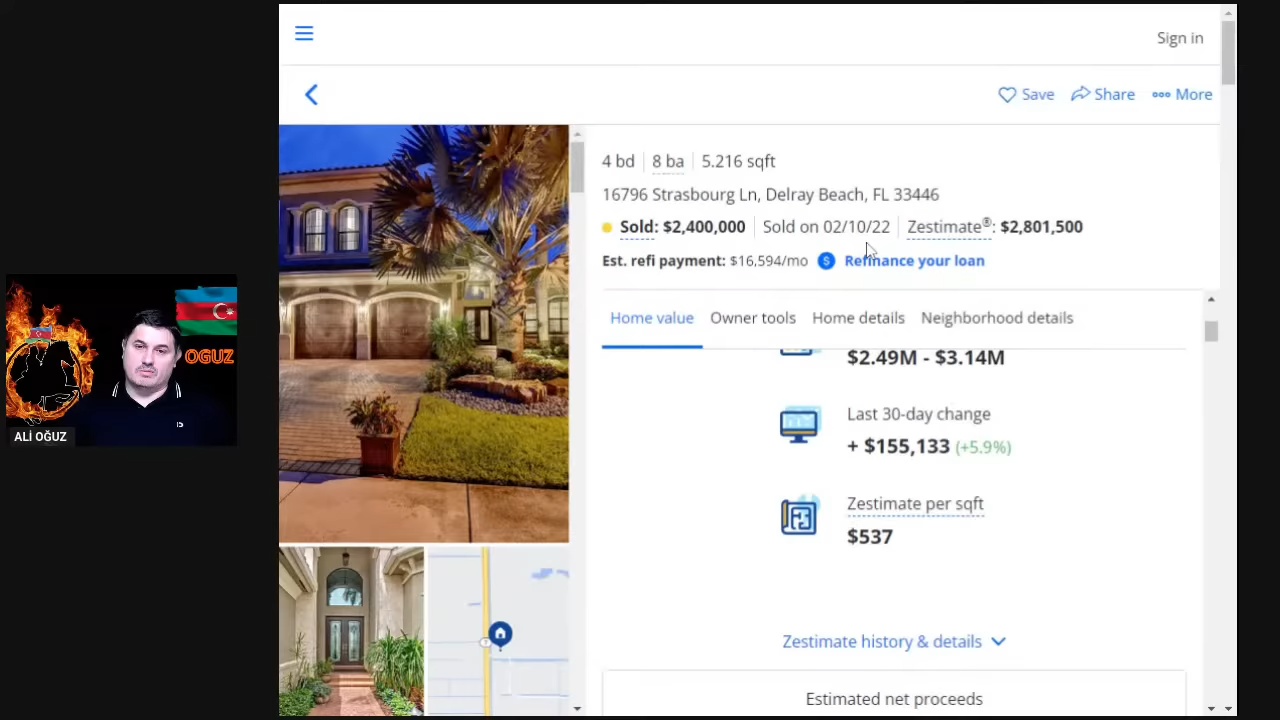 Sign in
Save
Share
More
4 bd
8 ba
5.216 sqft
16796 Strasbourg Ln, Delray Beach, FL 33446
Sold: $2,400,000
Sold on 02/10/22
Zestimate®: $2,801,500
Est. refi payment: $16,594/mo
$ Refinance your loan
Home value
Owner tools
Home details
Neighborhood details
$2.49M - $3.14M
Last 30-day change
+ $155,133 (+5.9%)
Zestimate per sqft
$537
Zestimate history & details
Estimated net proceeds
OGUZ
ALİ OĞUZ